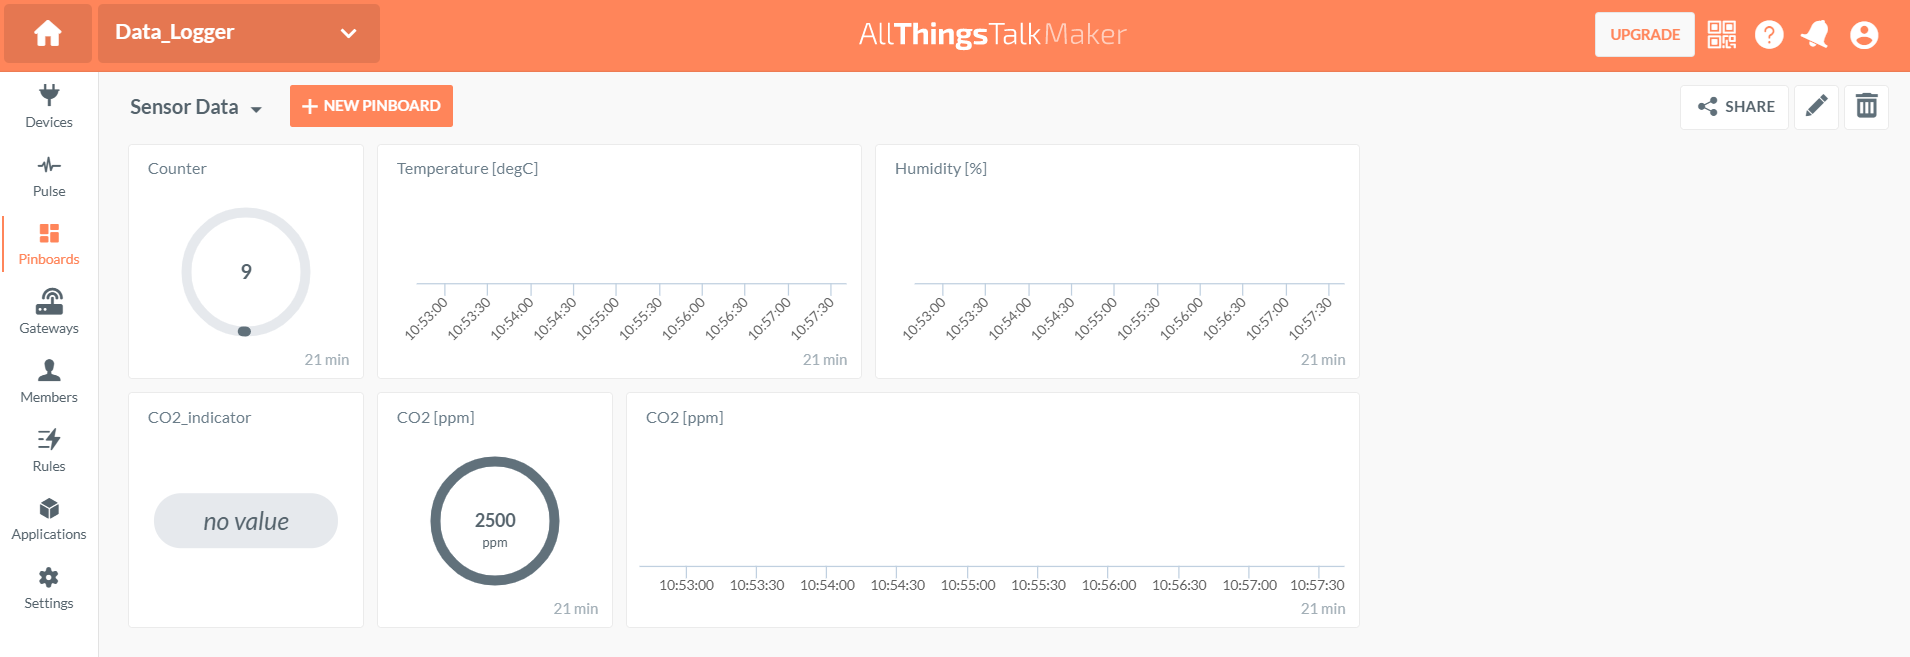 Data_Logger
AllThingsTalkMaker
UPGRADE
Devices
Pulse
Pinboards
Gateways
Members
Rules
Applications
Settings
Sensor Data
NEW PINBOARD
SHARE
Counter
9
21 min
Temperature [degC]
10:53:00 10:53:30 10:54:00 10:54:30 10:55:00 10:55:30 10:56:00 10:56:30 10:57:00 10:57:30
21 min
Humidity [%]
10:53:00 10:53:30 10:54:00 10:54:30 10:55:00 10:55:30 10:56:00 10:56:30 10:57:00 10:57:30
21 min
CO2_indicator
no value
CO2 [ppm]
2500
ppm
21 min
CO2 [ppm]
10:53:00 10:53:30 10:54:00 10:54:30 10:55:00 10:55:30 10:56:00 10:56:30 10:57:00 10:57:30
21 min